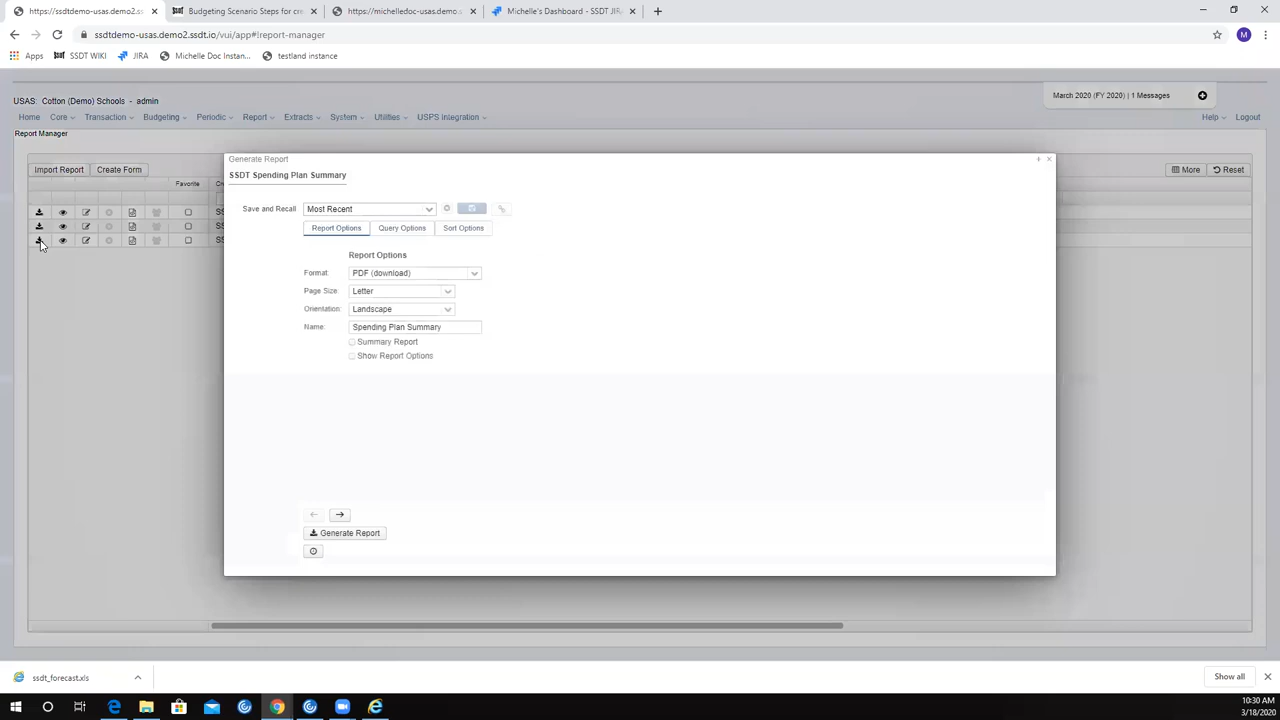 https://ssdtdemo-usas.demo2.ssdt.io/
Budgeting Scenario Steps for cre
https://michelledoc-usas.demo.
Michelle's Dashboard - SSDT JIR
ssdtdemo-usas.demo2.ssdt.io/vui/app#!report-manager
M
Apps SSDT WIKI JIRA Michelle Doc Instan... testland instance
USAS: Cotton (Demo) Schools - admin
March 2020 (FY 2020) | 1 Messages
Home Core Transaction Budgeting Periodic Report Extracts System Utilities USPS Integration Help Logout
Report Manager
Import Report Create Form More Reset
Favorite
SS
SS
SS
Generate Report
SSDT Spending Plan Summary
Save and Recall Most Recent
Report Options Query Options Sort Options
Report Options
Format: PDF (download)
Page Size: Letter
Orientation: Landscape
Name: Spending Plan Summary
Summary Report
Show Report Options
Generate Report
ssdt_forecast.xls
Show all
10:30 AM
3/18/2020